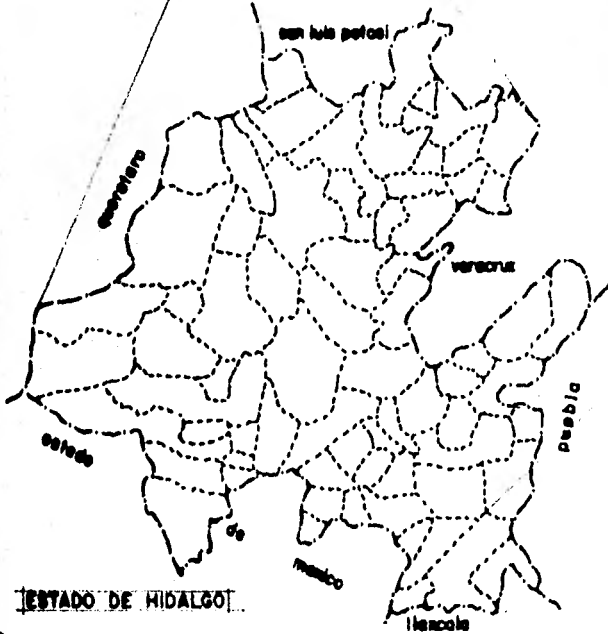 san luis potosi
queretaro
veracruz
puebla
estado
de
mexico
ESTADO DE HIDALGO
tlaxcala